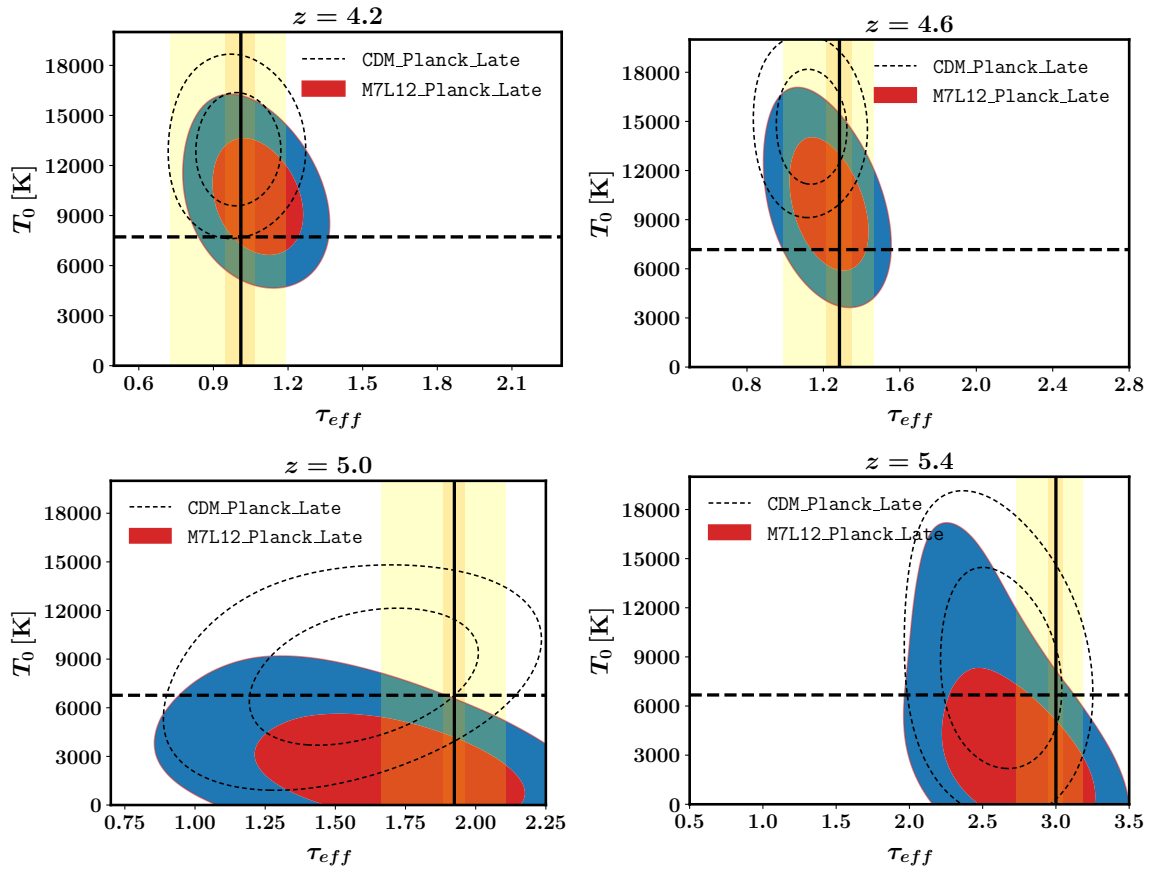 z = 4.2
18000
15000
12000
9000
6000
3000
0
T₀ [K]
CDM_Planck_Late
M7L12_Planck_Late
0.6 0.9 1.2 1.5 1.8 2.1
τ_eff
z = 4.6
18000
15000
12000
9000
6000
3000
0
T₀ [K]
CDM_Planck_Late
M7L12_Planck_Late
0.8 1.2 1.6 2.0 2.4 2.8
τ_eff
z = 5.0
18000
15000
12000
9000
6000
3000
0
T₀ [K]
CDM_Planck_Late
M7L12_Planck_Late
0.75 1.00 1.25 1.50 1.75 2.00 2.25
τ_eff
z = 5.4
18000
15000
12000
9000
6000
3000
0
T₀ [K]
CDM_Planck_Late
M7L12_Planck_Late
0.5 1.0 1.5 2.0 2.5 3.0 3.5
τ_eff